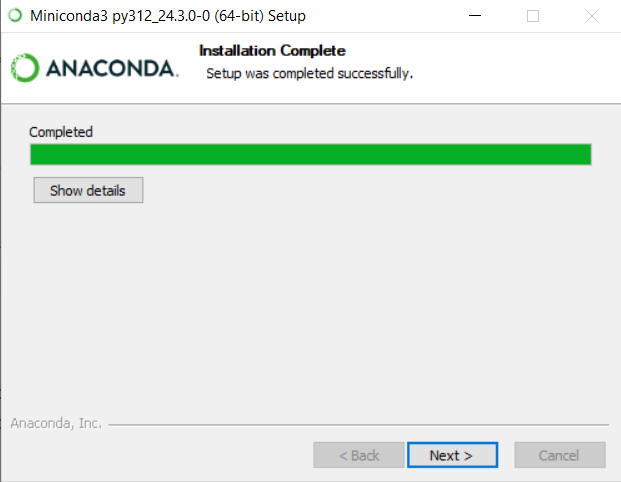 Miniconda3 py312_24.3.0-0 (64-bit) Setup
ANACONDA.
Installation Complete
Setup was completed successfully.
Completed
Show details
Anaconda, Inc.
< Back
Next >
Cancel